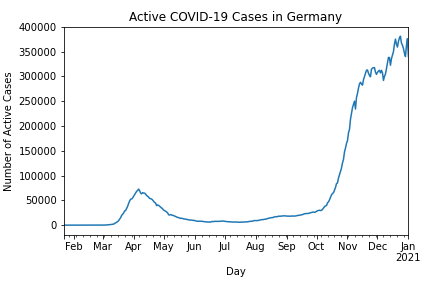 Active COVID-19 Cases in Germany
Number of Active Cases
400000
350000
300000
250000
200000
150000
100000
50000
0
Feb Mar Apr May Jun Jul Aug Sep Oct Nov Dec Jan
2021
Day